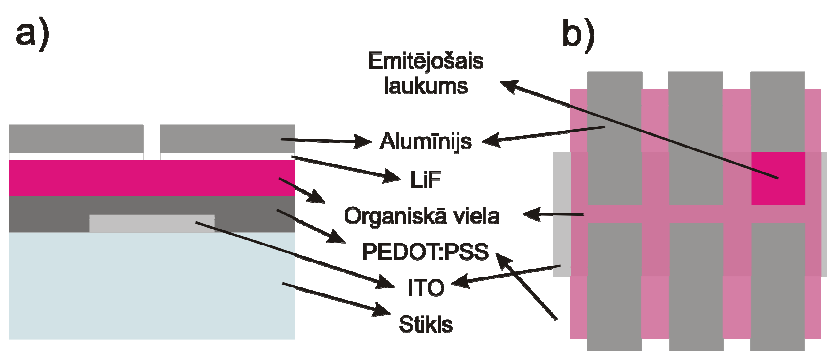 a)
b)
Emitējošais
laukums
Alumīnijs
LiF
Organiskā viela
PEDOT:PSS
ITO
Stikls